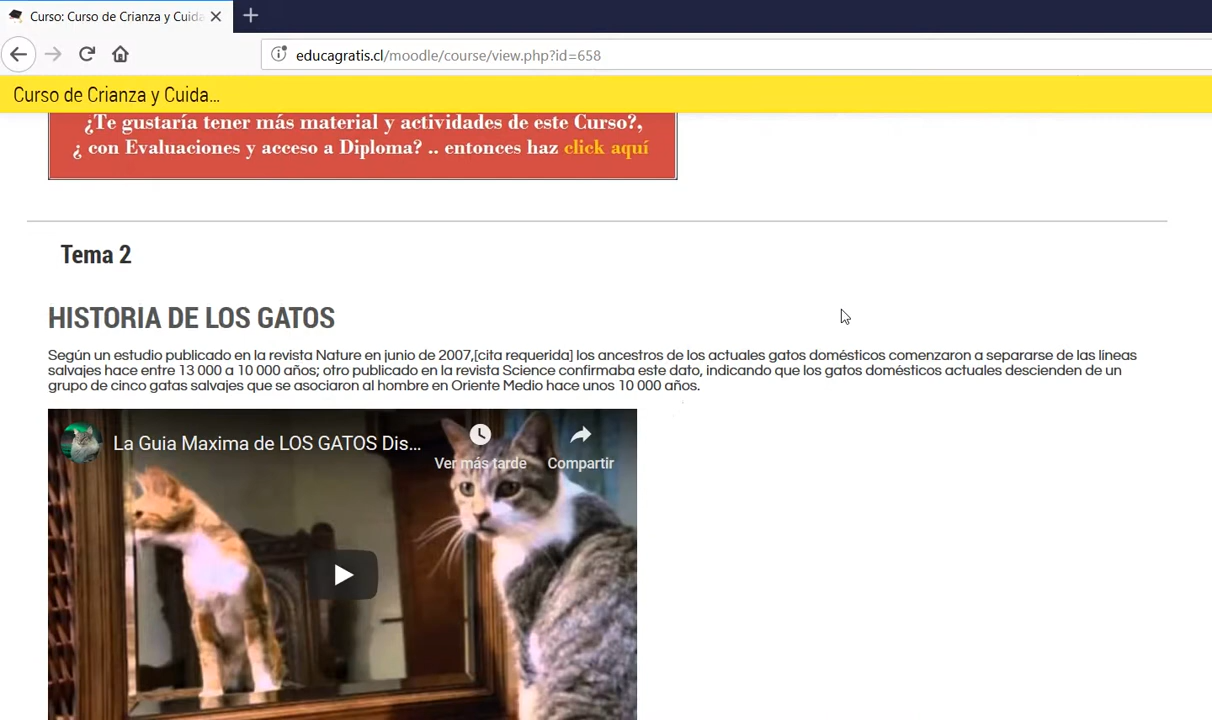 Curso: Curso de Crianza y Cuida
educagratis.cl/moodle/course/view.php?id=658
Curso de Crianza y Cuida...
¿Te gustaría tener más material y actividades de este Curso?,
¿ con Evaluaciones y acceso a Diploma? .. entonces haz click aquí
Tema 2
HISTORIA DE LOS GATOS
Según un estudio publicado en la revista Nature en junio de 2007,[cita requerida] los ancestros de los actuales gatos domésticos comenzaron a separarse de las líneas
salvajes hace entre 13 000 a 10 000 años; otro publicado en la revista Science confirmaba este dato, indicando que los gatos domésticos actuales descienden de un
grupo de cinco gatas salvajes que se asociaron al hombre en Oriente Medio hace unos 10 000 años.
La Guia Maxima de LOS GATOS Dis...
Ver más tarde
Compartir